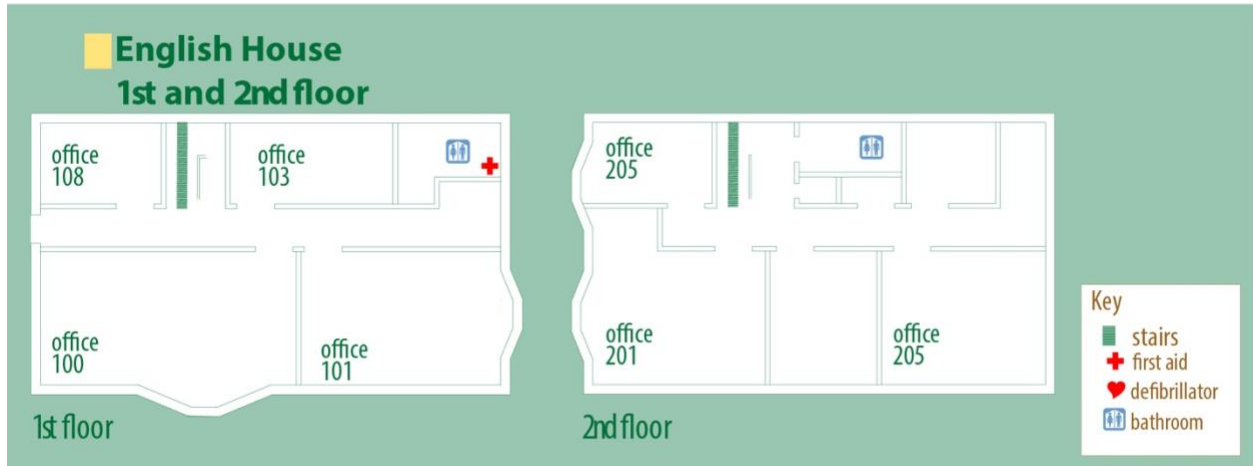 English House
1st and 2nd floor
office
108
office
103
office
100
office
101
1st floor
office
205
office
201
office
205
2nd floor
Key
stairs
first aid
defibrillator
bathroom